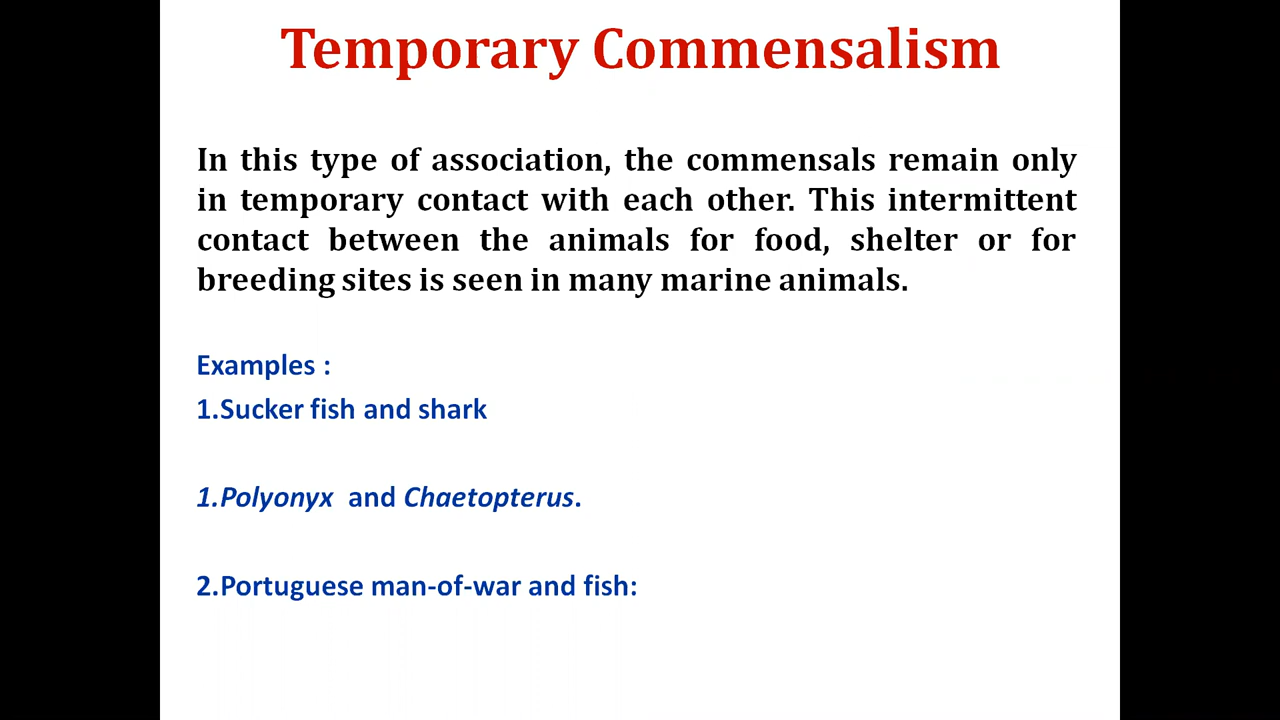 Temporary Commensalism
In this type of association, the commensals remain only
in temporary contact with each other. This intermittent
contact between the animals for food, shelter or for
breeding sites is seen in many marine animals.
Examples :
1.Sucker fish and shark
1.Polyonyx and Chaetopterus.
2.Portuguese man-of-war and fish: